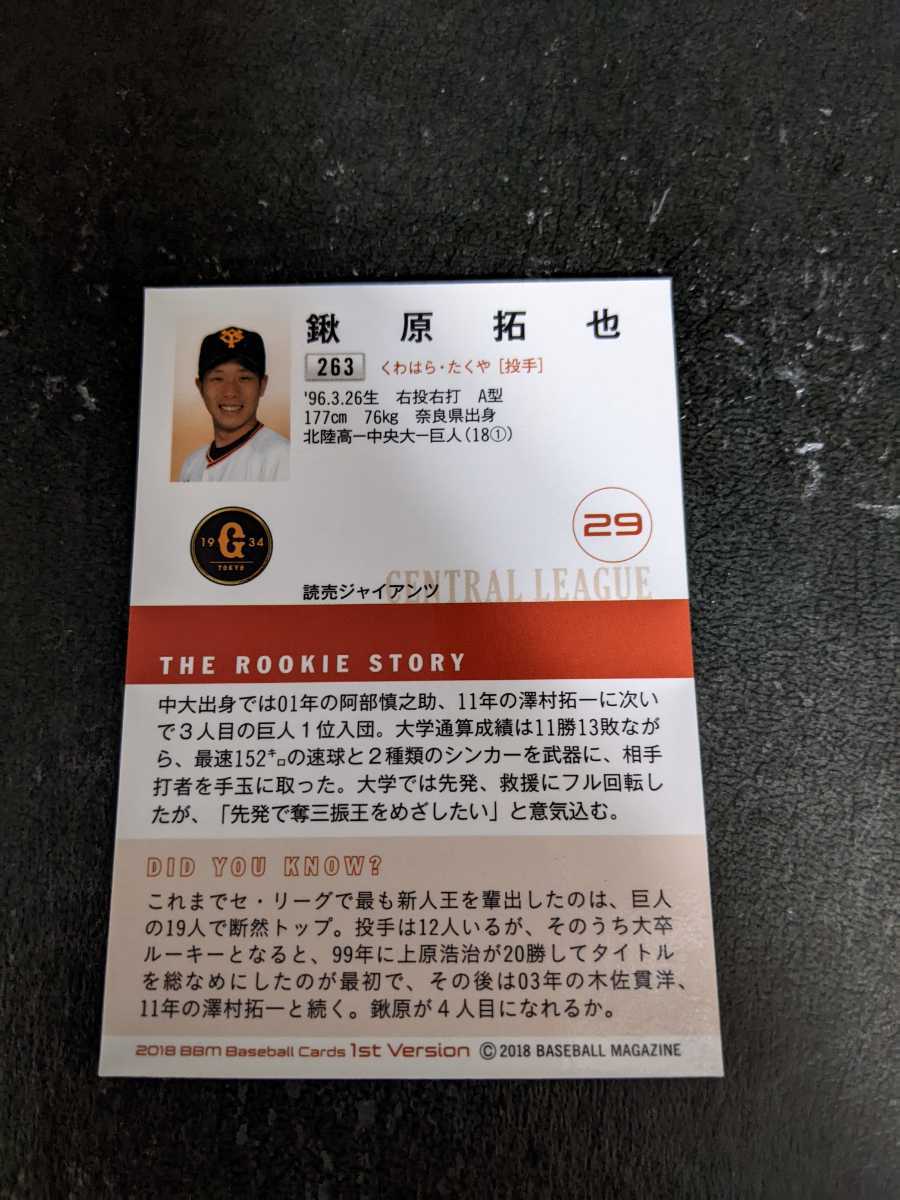 鍬原拓也
263 くわはら・たくや [投手]
'96.3.26生 右投右打 A型
177cm 76kg 奈良県出身
北陸高ー中央大ー巨人(18①)
19 G 34
TOKYO
29
CENTRAL LEAGUE
読売ジャイアンツ
THE ROOKIE STORY
中大出身では01年の阿部慎之助、11年の澤村拓一に次い
で3人目の巨人1位入団。大学通算成績は11勝13敗なが
ら、最速152㌔の速球と2種類のシンカーを武器に、相手
打者を手玉に取った。大学では先発、救援にフル回転し
たが、「先発で奪三振王をめざしたい」と意気込む。
DID YOU KNOW?
これまでセ・リーグで最も新人王を輩出したのは、巨人
の19人で断然トップ。投手は12人いるが、そのうち大卒
ルーキーとなると、99年に上原浩治が20勝してタイトル
を総なめにしたのが最初で、その後は03年の木佐貫洋、
11年の澤村拓一と続く。鍬原が4人目になれるか。
2018 BBM Baseball Cards 1st Version ©2018 BASEBALL MAGAZINE